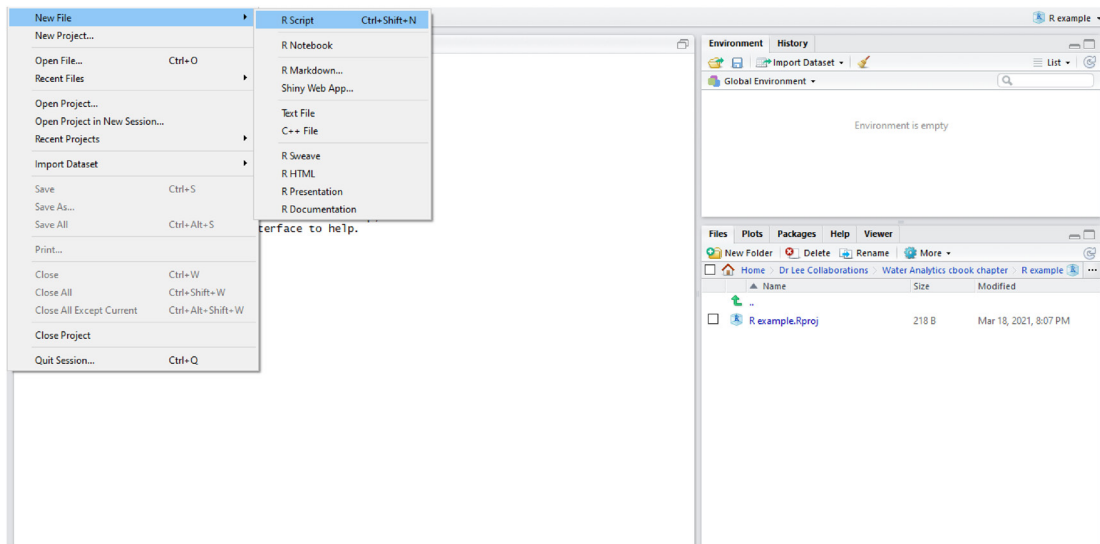 New File
New Project...
Open File... Ctrl+O
Recent Files
Open Project...
Open Project in New Session...
Recent Projects
Import Dataset
Save Ctrl+S
Save As...
Save All Ctrl+Alt+S
Print...
Close Ctrl+W
Close All Ctrl+Shift+W
Close All Except Current Ctrl+Alt+Shift+W
Close Project
Quit Session... Ctrl+Q
R Script Ctrl+Shift+N
R Notebook
R Markdown...
Shiny Web App...
Text File
C++ File
R Sweave
R HTML
R Presentation
R Documentation
terface to help.
R example
Environment History
Import Dataset List
Global Environment
Environment is empty
Files Plots Packages Help Viewer
New Folder Delete Rename More
Home Dr Lee Collaborations Water Analytics cbook chapter R example ...
Name Size Modified
..
R example.Rproj 218 B Mar 18, 2021, 8:07 PM